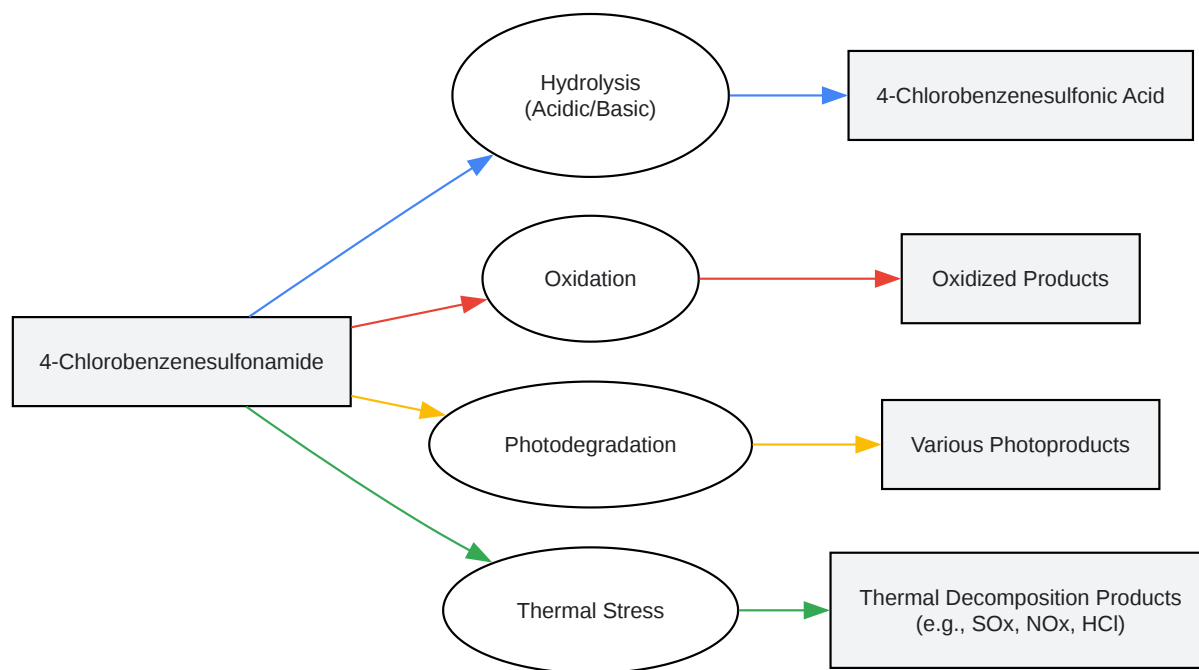 Hydrolysis
(Acidic/Basic)
4-Chlorobenzenesulfonic Acid
Oxidation
Oxidized Products
4-Chlorobenzenesulfonamide
Photodegradation
Various Photoproducts
Thermal Stress
Thermal Decomposition Products
(e.g., SOx, NOx, HCl)